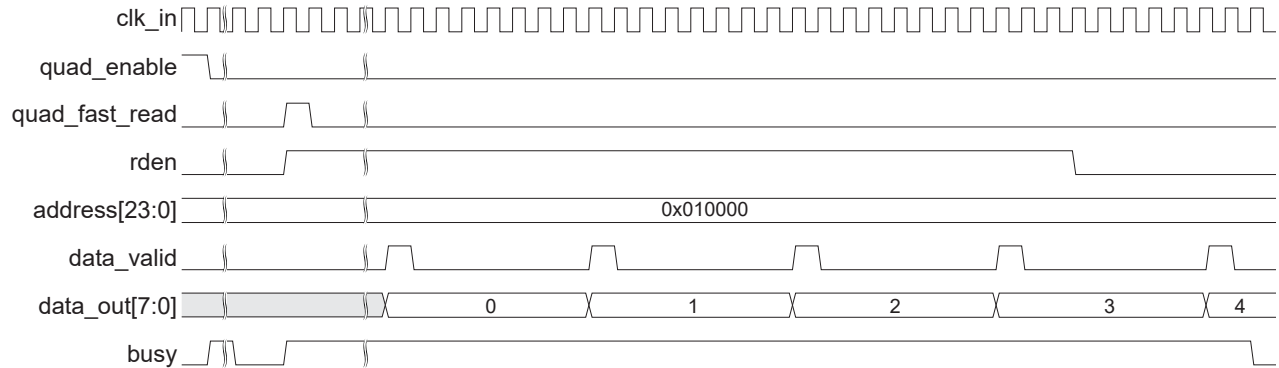 clk_in
quad_enable
quad_fast_read
rden
address[23:0] 0x010000
data_valid
data_out[7:0] 0 1 2 3 4
busy